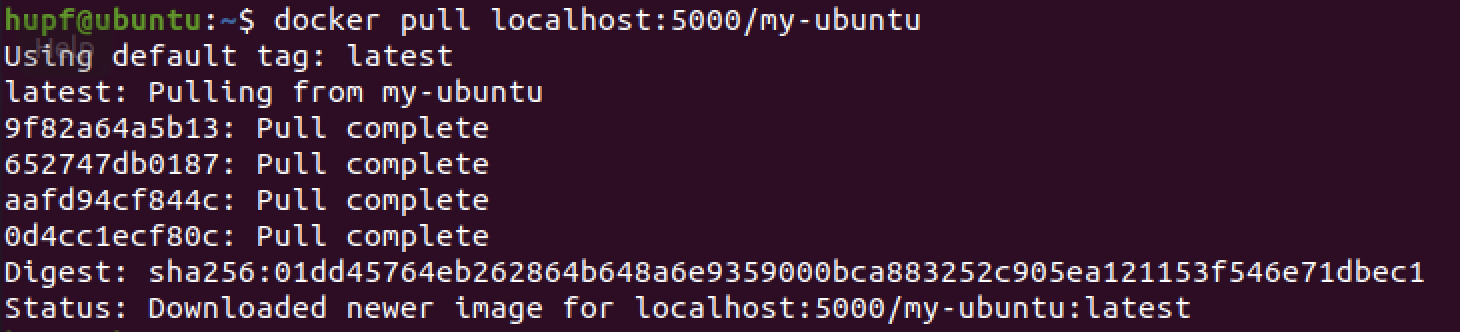 hupf@ubuntu:~$ docker pull localhost:5000/my-ubuntu
Help
Using default tag: latest
latest: Pulling from my-ubuntu
9f82a64a5b13: Pull complete
652747db0187: Pull complete
aafd94cf844c: Pull complete
0d4cc1ecf80c: Pull complete
Digest: sha256:01dd45764eb262864b648a6e9359000bca883252c905ea121153f546e71dbec1
Status: Downloaded newer image for localhost:5000/my-ubuntu:latest